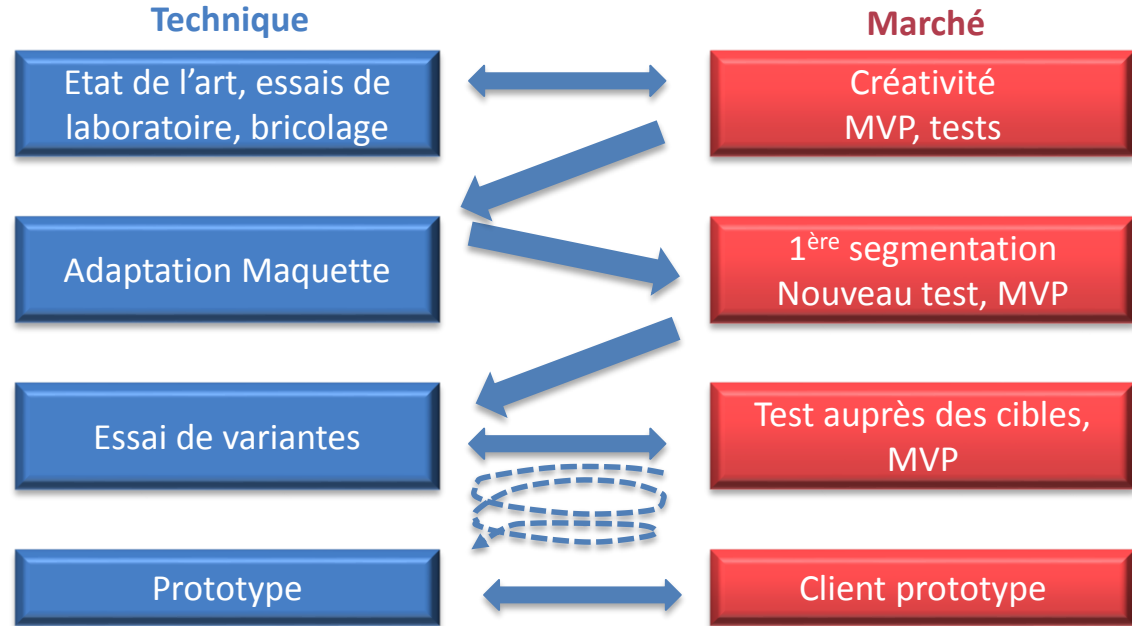 Technique
Marché
Etat de l’art, essais de
laboratoire, bricolage
Créativité
MVP, tests
Adaptation Maquette
1ère segmentation
Nouveau test, MVP
Essai de variantes
Test auprès des cibles,
MVP
Prototype
Client prototype